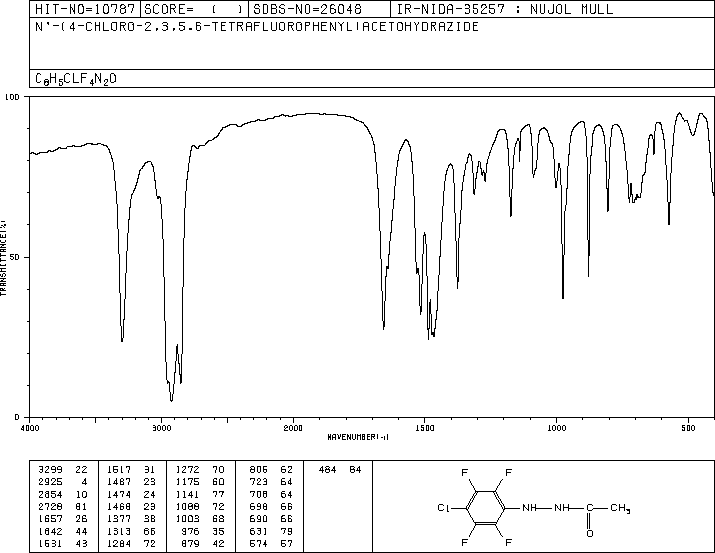 HIT-NO=10787 SCORE= ( ) SDBS-NO=26048 IR-NIDA-35257 : NUJOL MULL
N'-(4-CHLORO-2,3,5,6-TETRAFLUOROPHENYL)ACETOHYDRAZIDE
C8H5CLF4N2O
100
50
0
TRANSMITTANCE(%)
4000 3000 2000 1500 1000 500
WAVENUMBER(-1)
3299 22 1517 31 1272 70 806 62 484 84
2925 4 1487 23 1175 60 723 64
2854 10 1474 24 1141 77 708 64
2728 81 1468 23 1088 72 698 66
1657 26 1377 38 1003 68 690 66
1642 44 1313 66 976 35 631 79
1531 43 1284 72 879 42 574 57
F F
Cl NH NH C CH3
F F O